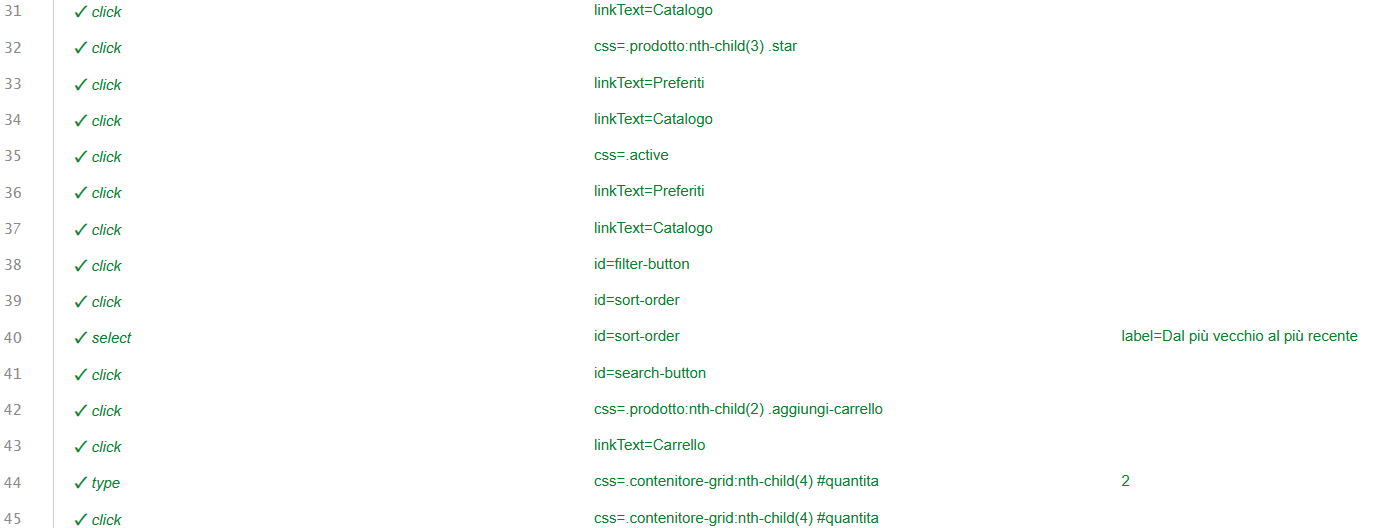 31 ✓ click linkText=Catalogo
32 ✓ click css=.prodotto:nth-child(3) .star
33 ✓ click linkText=Preferiti
34 ✓ click linkText=Catalogo
35 ✓ click css=.active
36 ✓ click linkText=Preferiti
37 ✓ click linkText=Catalogo
38 ✓ click id=filter-button
39 ✓ click id=sort-order
40 ✓ select id=sort-order label=Dal più vecchio al più recente
41 ✓ click id=search-button
42 ✓ click css=.prodotto:nth-child(2) .aggiungi-carrello
43 ✓ click linkText=Carrello
44 ✓ type css=.contenitore-grid:nth-child(4) #quantita 2
45 ✓ click css=.contenitore-grid:nth-child(4) #quantita